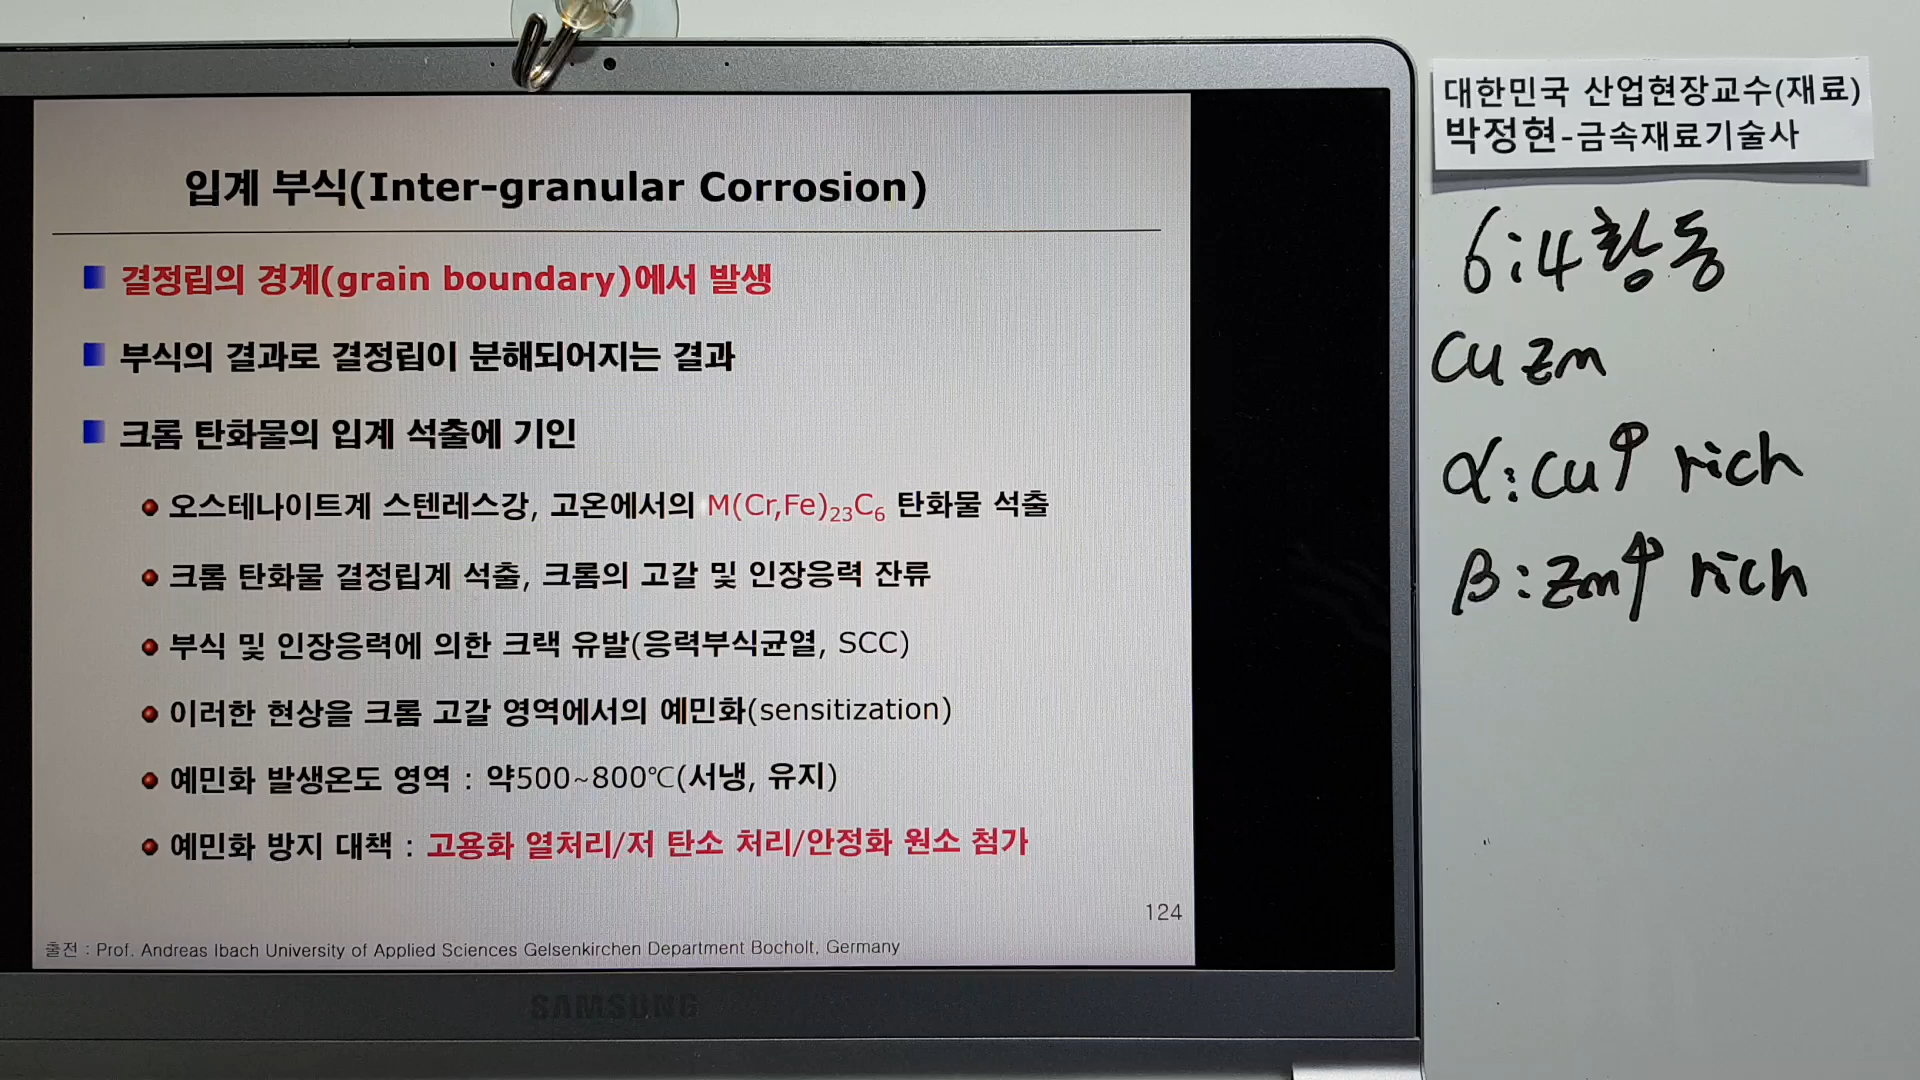 입계 부식(Inter-granular Corrosion)
결정립의 경계(grain boundary)에서 발생
부식의 결과로 결정립이 분해되어지는 결과
크롬 탄화물의 입계 석출에 기인
오스테나이트계 스텐레스강, 고온에서의 M(Cr,Fe)₂₃C₆ 탄화물 석출
크롬 탄화물 결정립계 석출, 크롬의 고갈 및 인장응력 잔류
부식 및 인장응력에 의한 크랙 유발(응력부식균열, SCC)
이러한 현상을 크롬 고갈 영역에서의 예민화(sensitization)
예민화 발생온도 영역 : 약500~800℃(서냉, 유지)
예민화 방지 대책 : 고용화 열처리/저 탄소 처리/안정화 원소 첨가
124
출전 : Prof. Andreas Ibach University of Applied Sciences Gelsenkirchen Department Bocholt, Germany
SAMSUNG
대한민국 산업현장교수(재료)
박정현-금속재료기술사
6:4 황동
Cu Zn
α: Cu↑ rich
β: Zn↑ rich